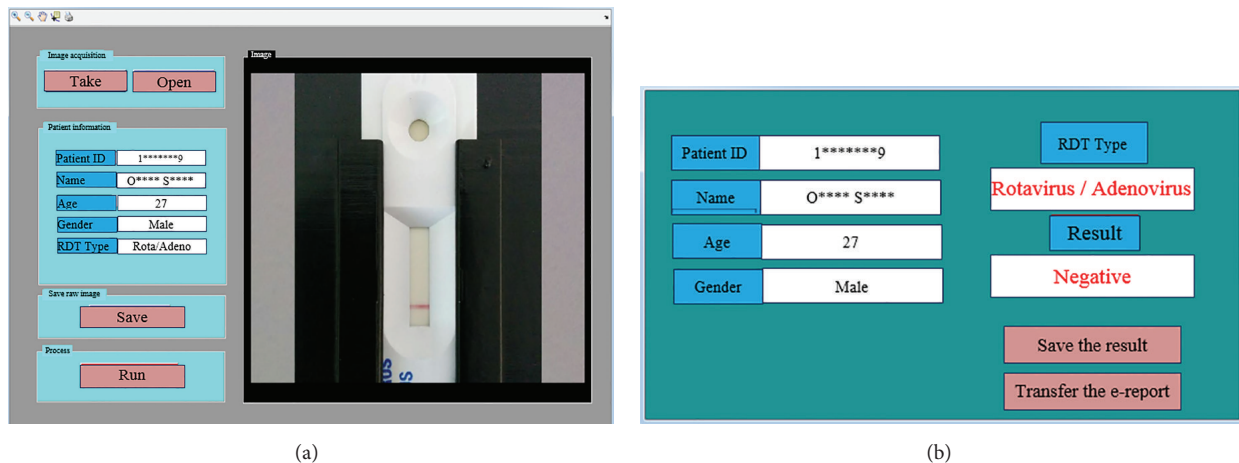 Image acquisition
Take Open
Patient information
Patient ID 1*******9
Name O**** S****
Age 27
Gender Male
RDT Type Rota/Adeno
Save raw image
Save
Process
Run
Image
(a)
Patient ID 1*******9
Name O**** S****
Age 27
Gender Male
RDT Type
Rotavirus / Adenovirus
Result
Negative
Save the result
Transfer the e-report
(b)